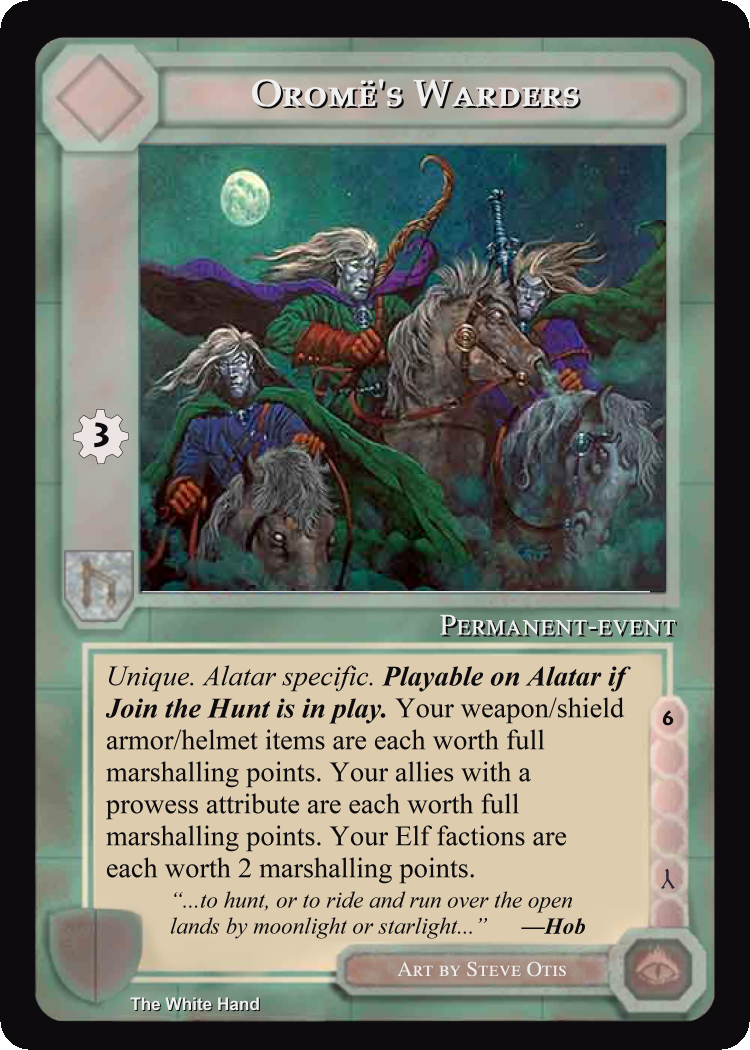 Oromë's Warders
3
Permanent-event
Unique. Alatar specific. Playable on Alatar if
Join the Hunt is in play. Your weapon/shield
armor/helmet items are each worth full
marshalling points. Your allies with a
prowess attribute are each worth full
marshalling points. Your Elf factions are
each worth 2 marshalling points.
6
“...to hunt, or to ride and run over the open
lands by moonlight or starlight...” —Hob
Art by Steve Otis
The White Hand